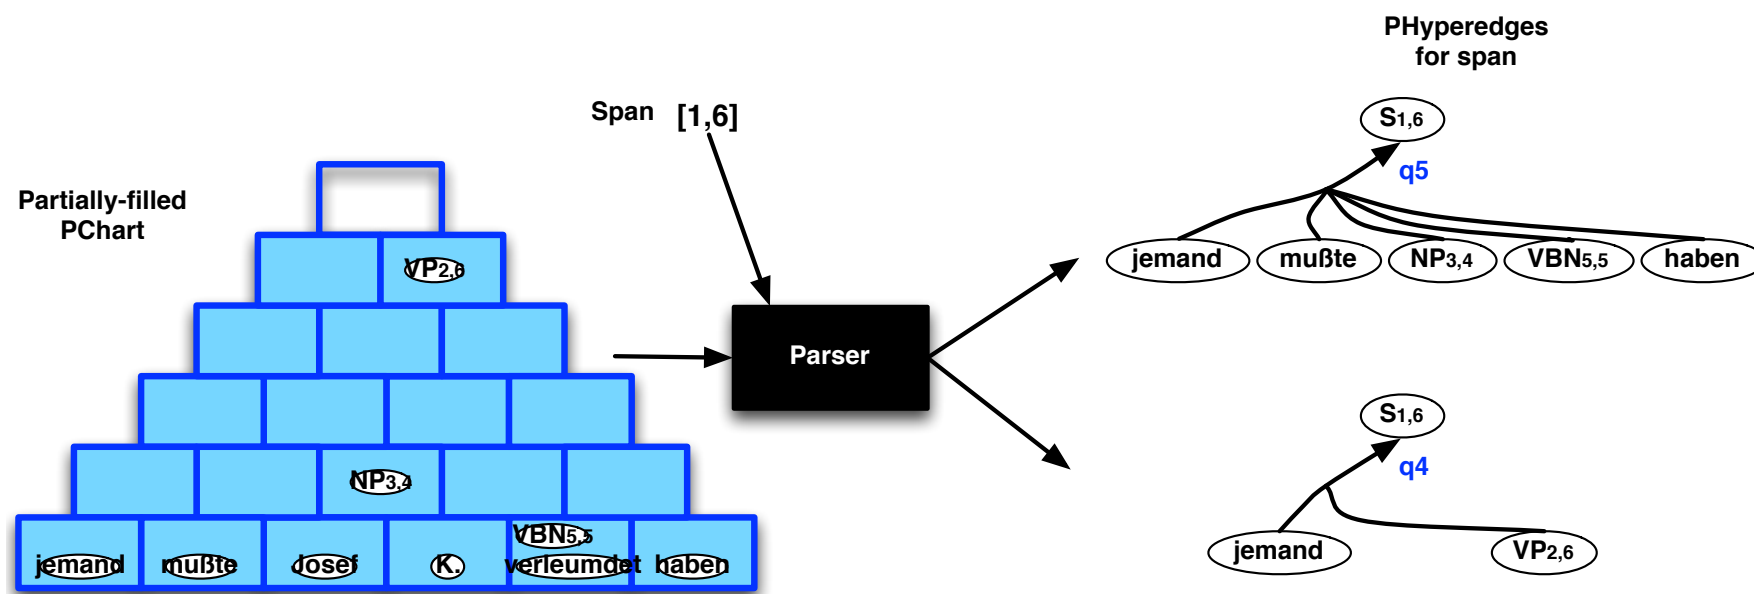 PHyperedges
for span
Span [1,6]
S1,6
q5
Partially-filled
PChart
jemand mußte NP3,4 VBN5,5 haben
VP2,6
Parser
S1,6
q4
NP3,4
jemand VP2,6
VBN5,5
jemand mußte Josef K. verleumdet haben